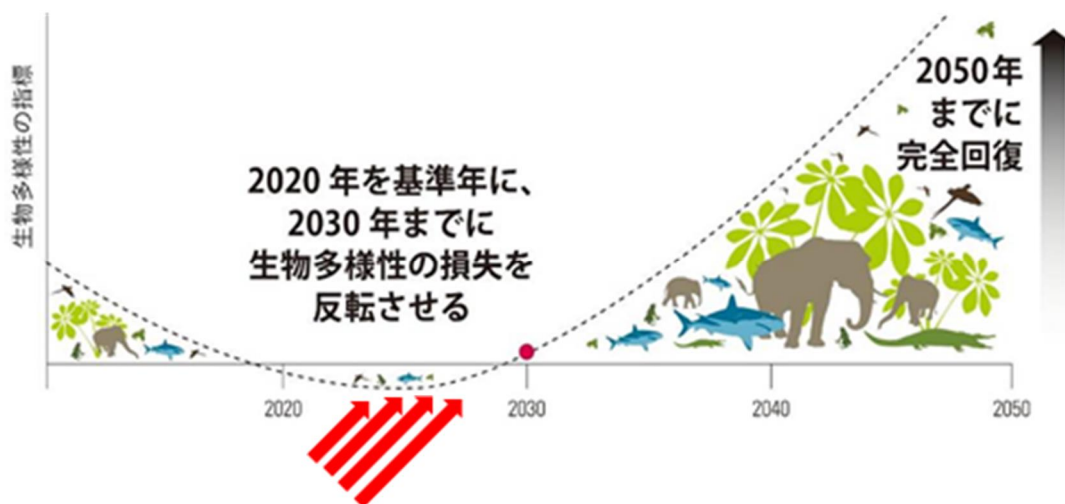 生物多様性の指標
2020 年を基準年に、
2030 年までに
生物多様性の損失を
反転させる
2050年
までに
完全回復
2020
2030
2040
2050